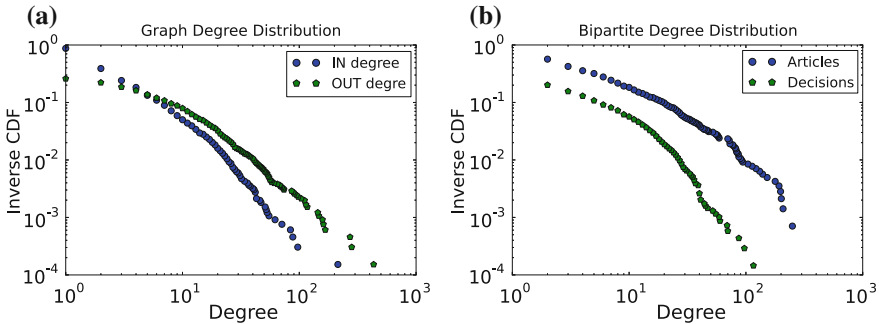 (a)
Graph Degree Distribution
10^0
10^-1
10^-2
10^-3
10^-4
Inverse CDF
IN degree
OUT degre
10^0 10^1 10^2 10^3
Degree
(b)
Bipartite Degree Distribution
10^0
10^-1
10^-2
10^-3
10^-4
Inverse CDF
Articles
Decisions
10^0 10^1 10^2 10^3
Degree